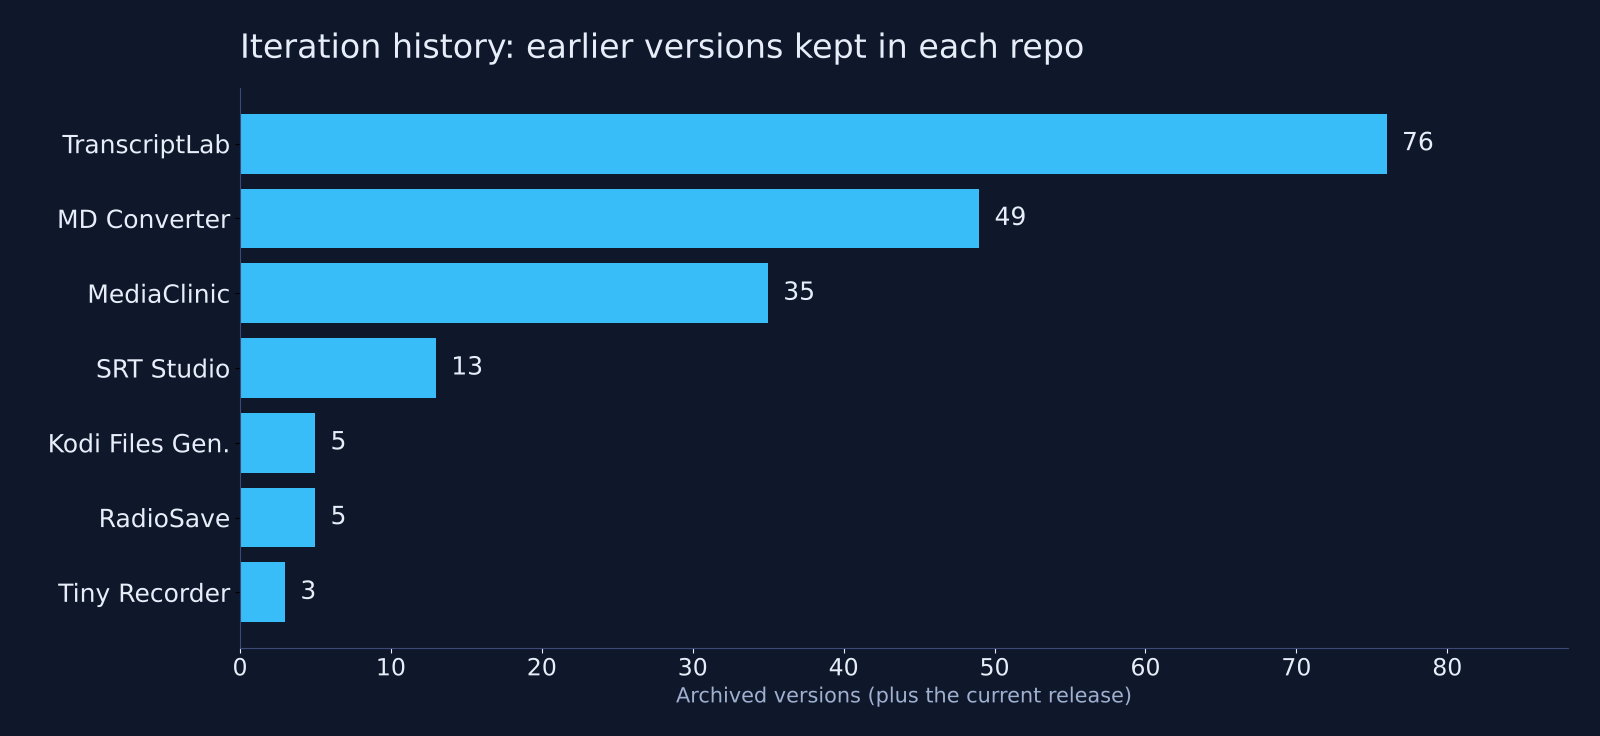 Iteration history: earlier versions kept in each repo
TranscriptLab 76
MD Converter 49
MediaClinic 35
SRT Studio 13
Kodi Files Gen. 5
RadioSave 5
Tiny Recorder 3
0 10 20 30 40 50 60 70 80
Archived versions (plus the current release)